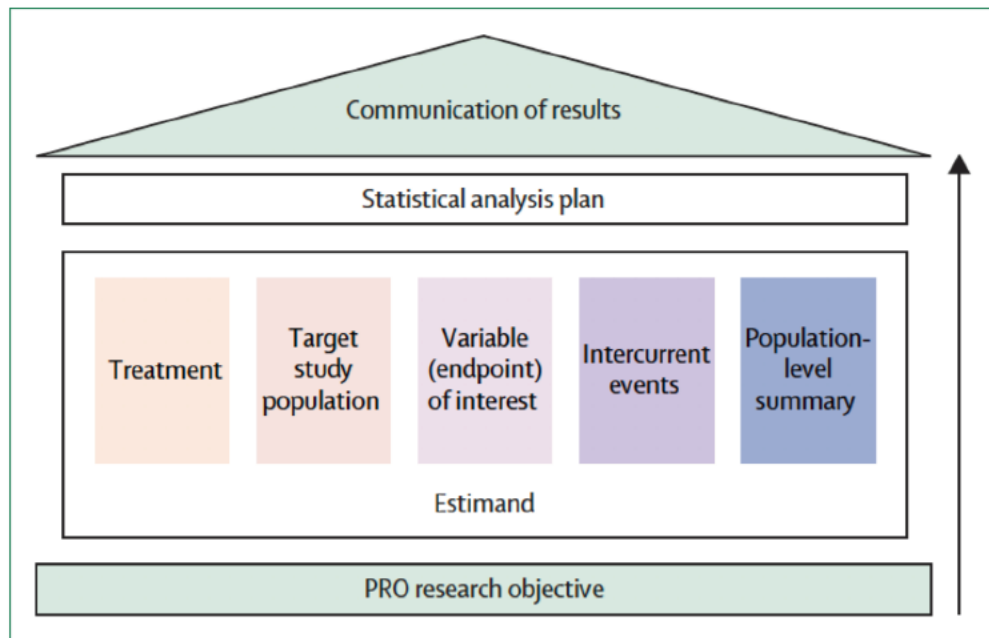 Communication of results
Statistical analysis plan
Treatment
Target
study
population
Variable
(endpoint)
of interest
Intercurrent
events
Population-
level
summary
Estimand
PRO research objective